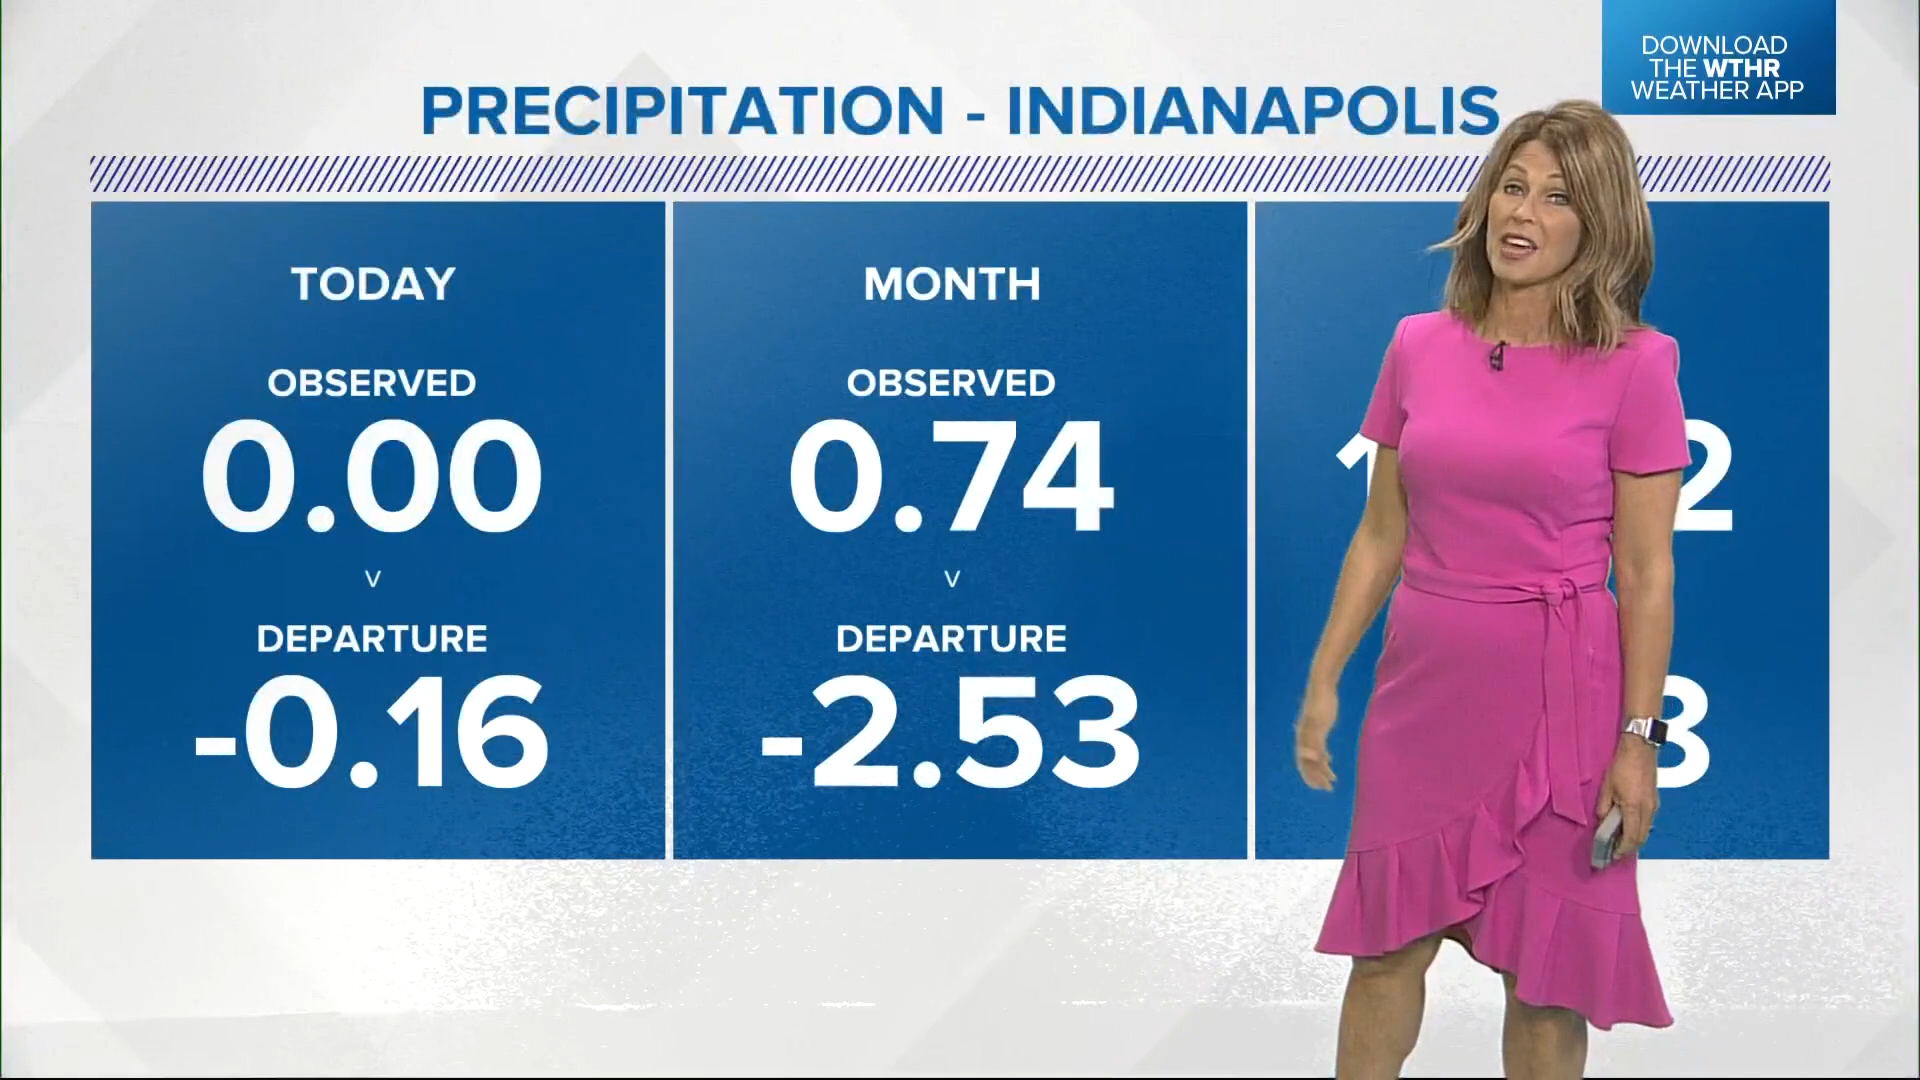 DOWNLOAD
THE WTHR
WEATHER APP
PRECIPITATION - INDIANAPOLIS
TODAY
OBSERVED
0.00
V
DEPARTURE
-0.16
MONTH
OBSERVED
0.74
V
DEPARTURE
-2.53